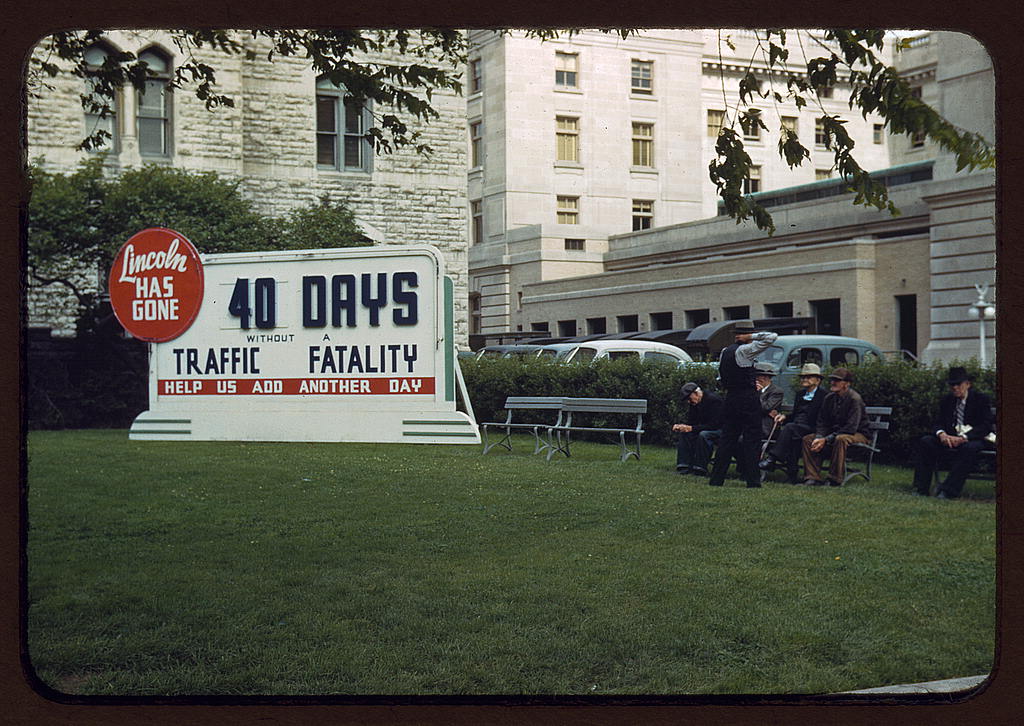 Lincoln
HAS
GONE
40 DAYS
WITHOUT A
TRAFFIC FATALITY
HELP US ADD ANOTHER DAY